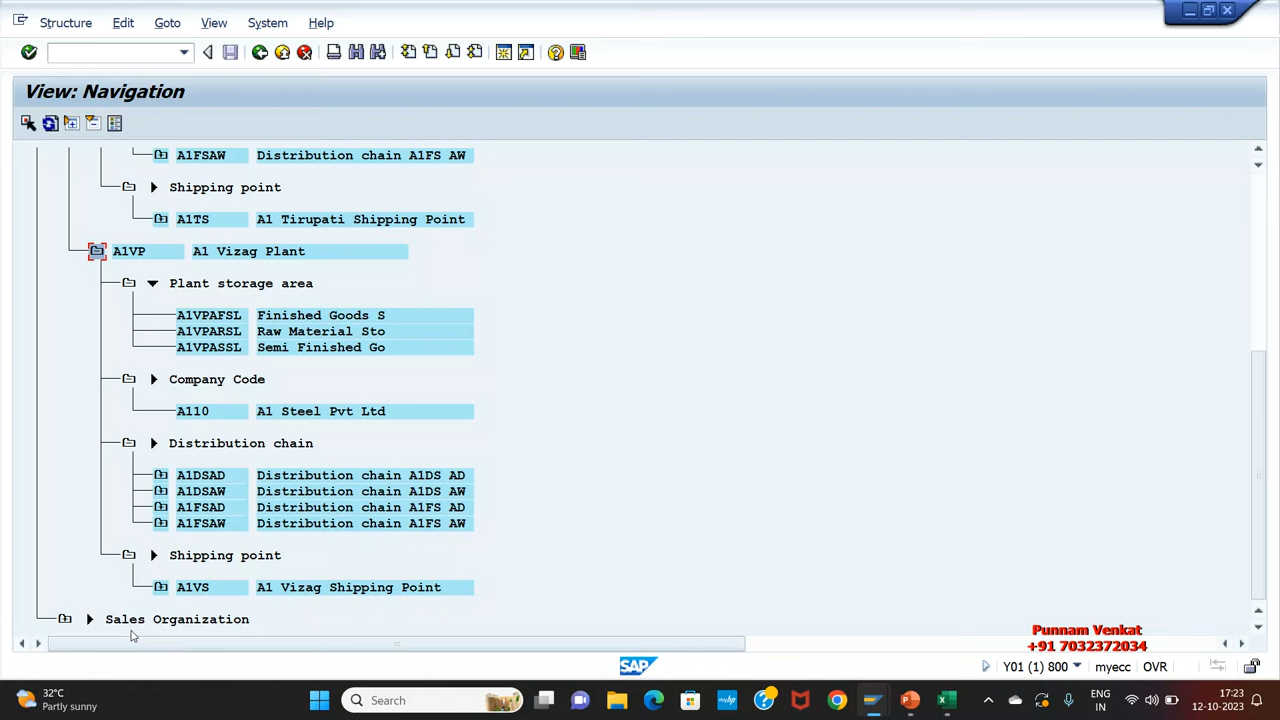 Structure Edit Goto View System Help
View: Navigation
A1FSAW Distribution chain A1FS AW
Shipping point
A1TS A1 Tirupati Shipping Point
A1VP A1 Vizag Plant
Plant storage area
A1VPAFSL Finished Goods S
A1VPARSL Raw Material Sto
A1VPASSL Semi Finished Go
Company Code
A110 A1 Steel Pvt Ltd
Distribution chain
A1DSAD Distribution chain A1DS AD
A1DSAW Distribution chain A1DS AW
A1FSAD Distribution chain A1FS AD
A1FSAW Distribution chain A1FS AW
Shipping point
A1VS A1 Vizag Shipping Point
Sales Organization
Punnam Venkat
+91 7032372034
SAP Y01 (1) 800 myecc OVR
32°C
Partly sunny
Search
ENG
IN
17:23
12-10-2023